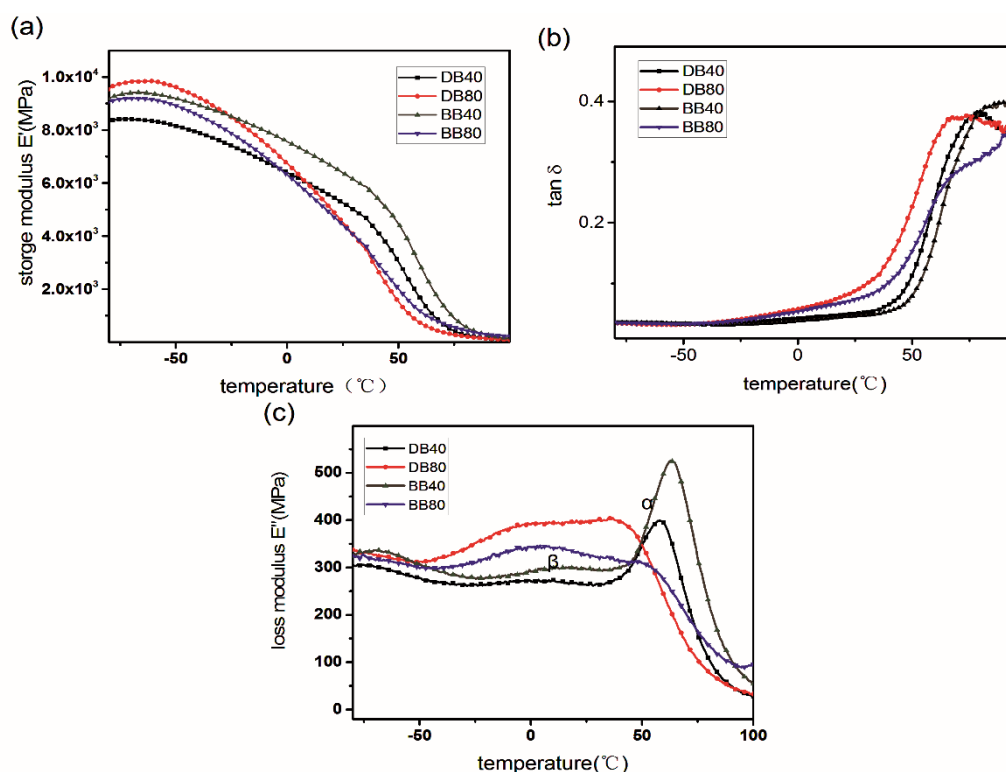 (a)
storge modulus E'(MPa)
1.0x10⁴
8.0x10³
6.0x10³
4.0x10³
2.0x10³
DB40
DB80
BB40
BB80
-50
0
50
temperature（℃）
(b)
tan δ
0.4
0.2
DB40
DB80
BB40
BB80
-50
0
50
temperature(℃)
(c)
loss modulus E"(MPa)
500
400
300
200
100
0
DB40
DB80
BB40
BB80
α
β
-50
0
50
100
temperature(℃)